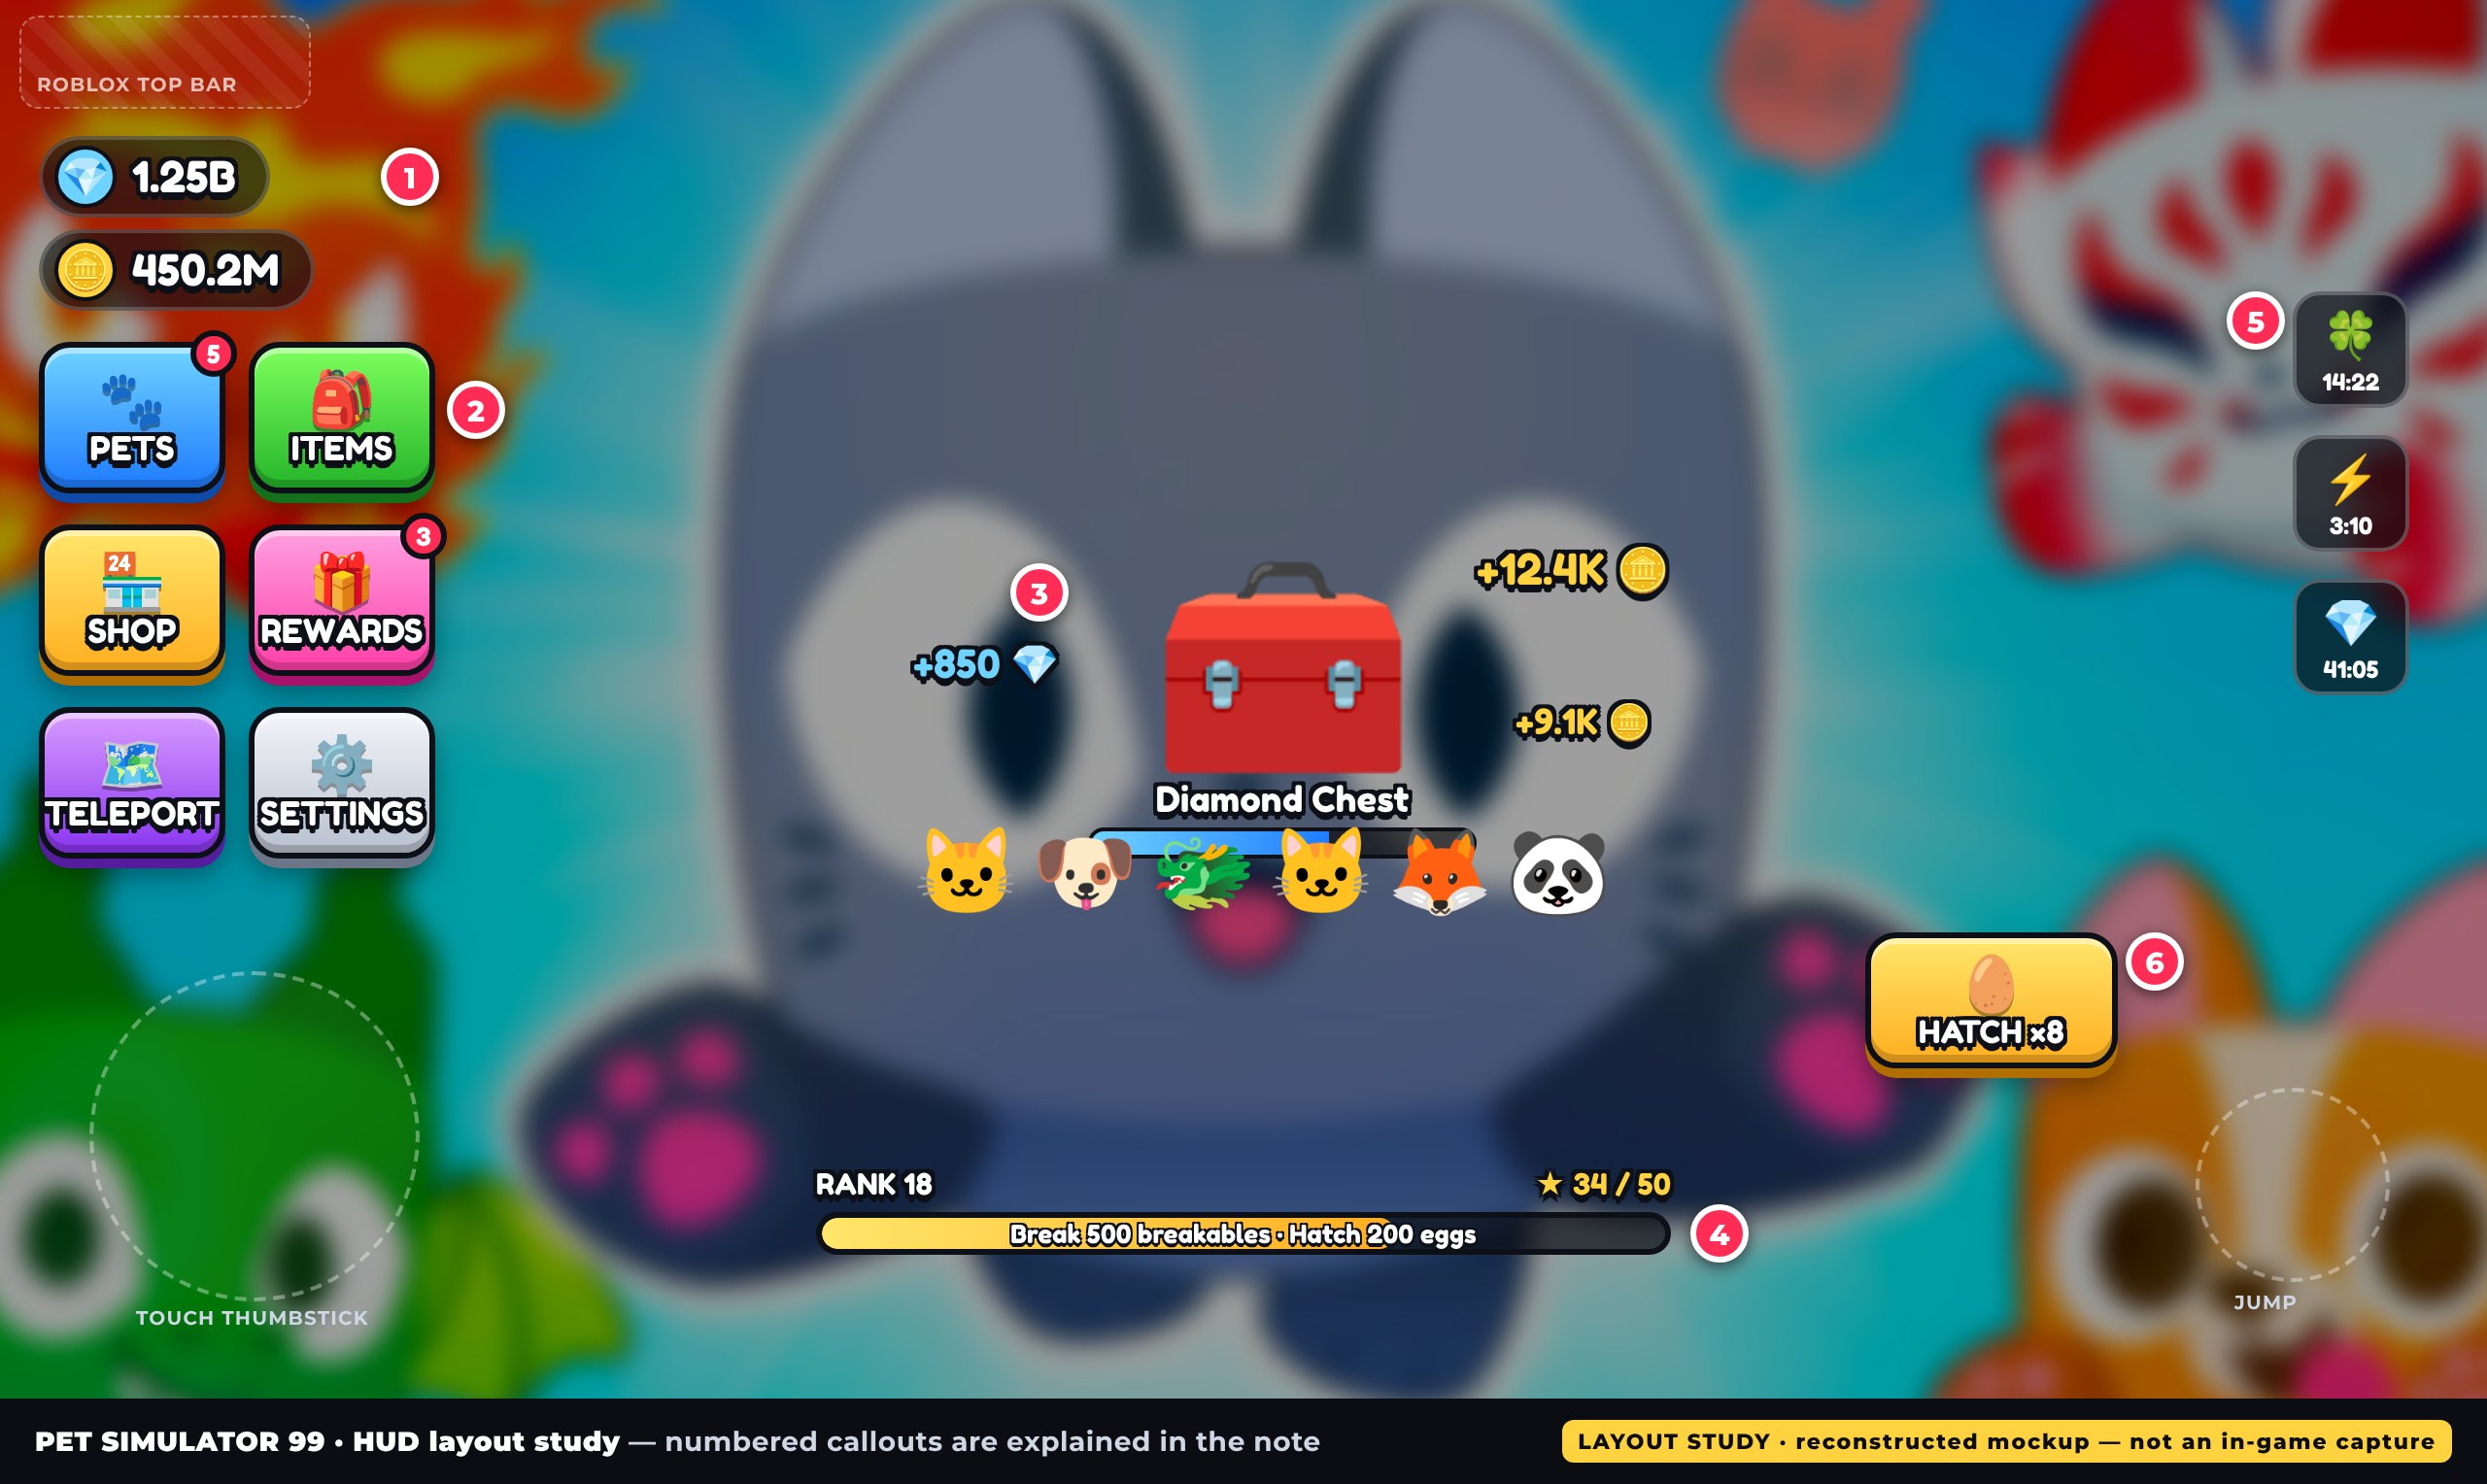 ROBLOX TOP BAR
1.25B
1
450.2M
5
PETS
ITEMS
2
24
SHOP
3
REWARDS
TELEPORT
SETTINGS
5
14:22
3:10
41:05
3
+12.4K
+850
+9.1K
Diamond Chest
6
HATCH ×8
RANK 18
★ 34 / 50
Break 500 breakables · Hatch 200 eggs
4
TOUCH THUMBSTICK
JUMP
PET SIMULATOR 99 · HUD layout study — numbered callouts are explained in the note
LAYOUT STUDY · reconstructed mockup — not an in-game capture